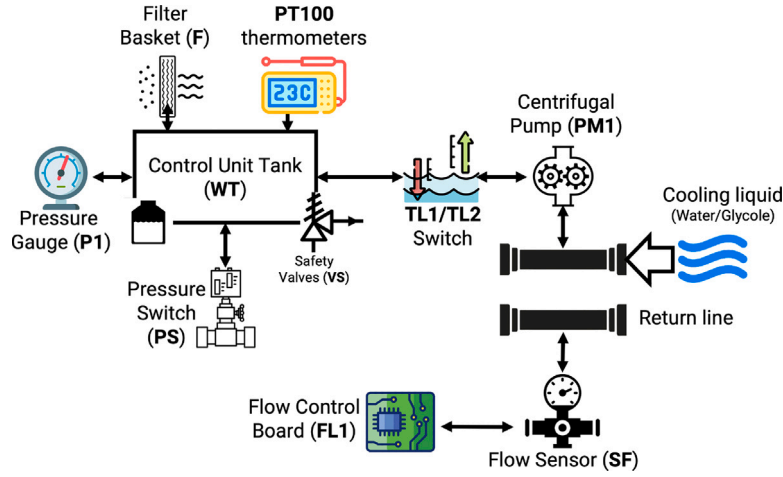 Filter
Basket (F)
PT100
thermometers
23C
Control Unit Tank
(WT)
Centrifugal
Pump (PM1)
Pressure
Gauge (P1)
TL1/TL2
Switch
Cooling liquid
(Water/Glycole)
Safety
Valves (VS)
Pressure
Switch
(PS)
Return line
Flow Control
Board (FL1)
Flow Sensor (SF)